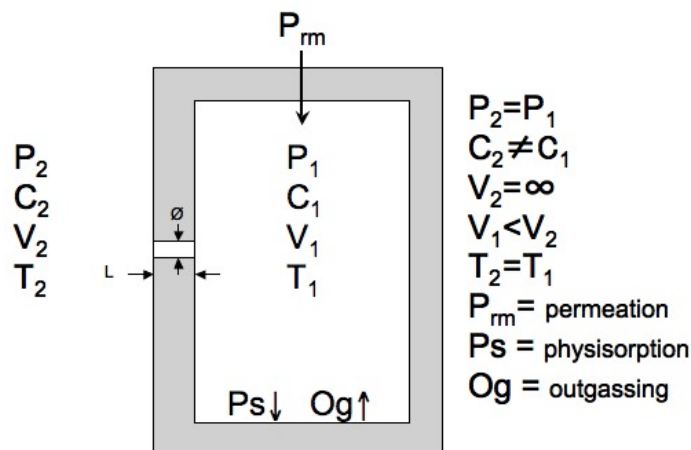 Prm
P2
C2
V2
T2
Ø
L
P1
C1
V1
T1
Ps↓ Og↑
P2=P1
C2≠C1
V2=∞
V1<V2
T2=T1
Prm= permeation
Ps = physisorption
Og = outgassing